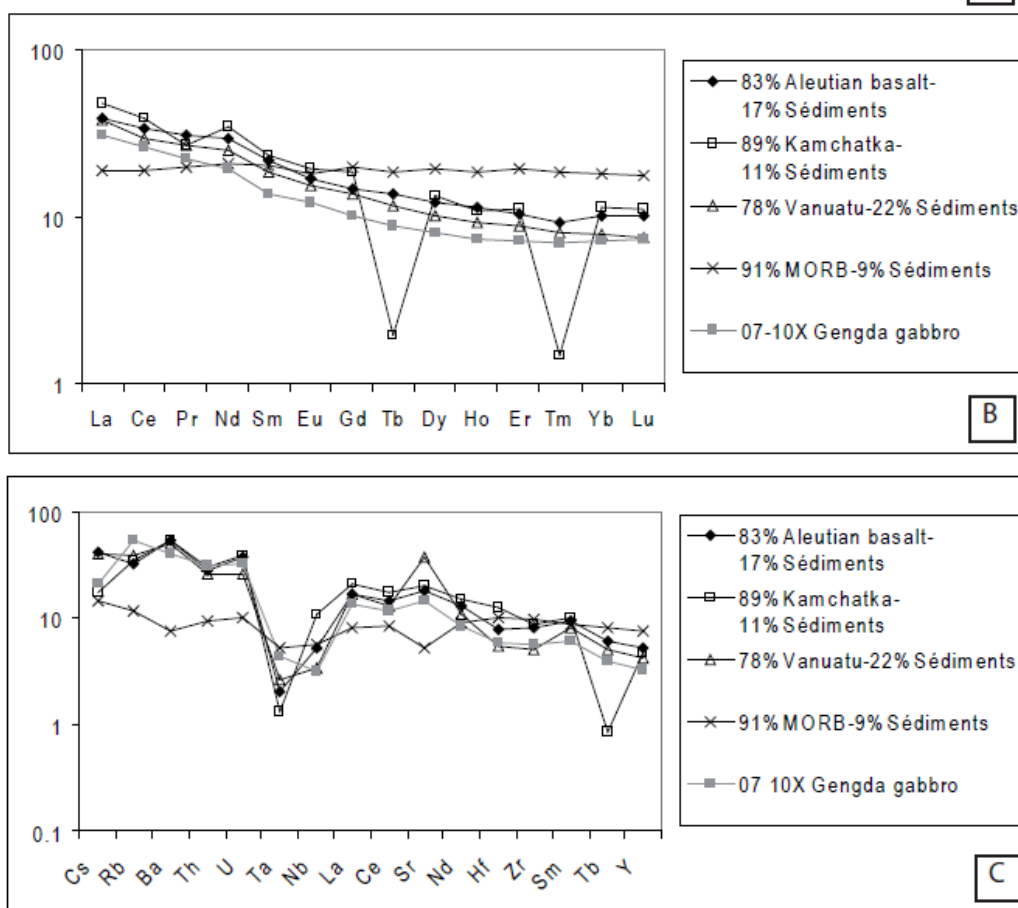 100
10
1
La Ce Pr Nd Sm Eu Gd Tb Dy Ho Er Tm Yb Lu
83% Aleutian basalt-
17% Sédiments
89% Kamchatka-
11% Sédiments
78% Vanuatu-22% Sédiments
91% MORB-9% Sédiments
07-10X Gengda gabbro
B
100
10
1
0.1
Cs Rb Ba Th U Ta Nb La Ce Sr Nd Hf Zr Sm Tb Y
83% Aleutian basalt-
17% Sédiments
89% Kamchatka-
11% Sédiments
78% Vanuatu-22% Sédiments
91% MORB-9% Sédiments
07 10X Gengda gabbro
C